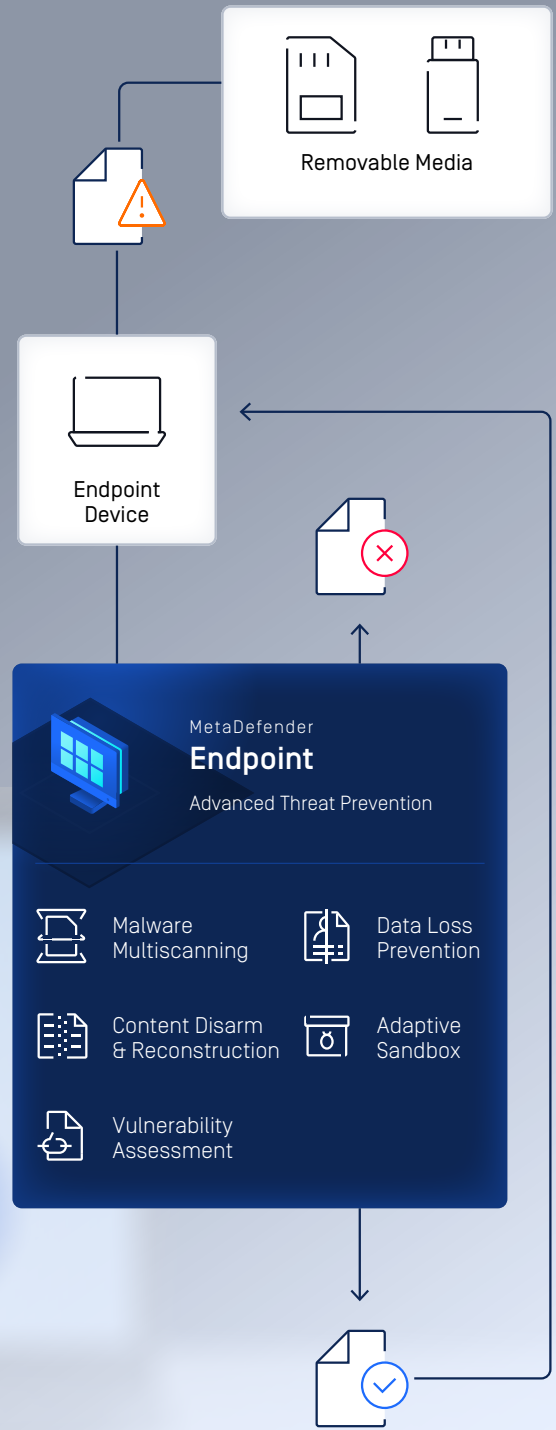 Removable Media
Endpoint
Device
MetaDefender
Endpoint
Advanced Threat Prevention
Malware
Multiscanning
Data Loss
Prevention
Content Disarm
& Reconstruction
Adaptive
Sandbox
Vulnerability
Assessment